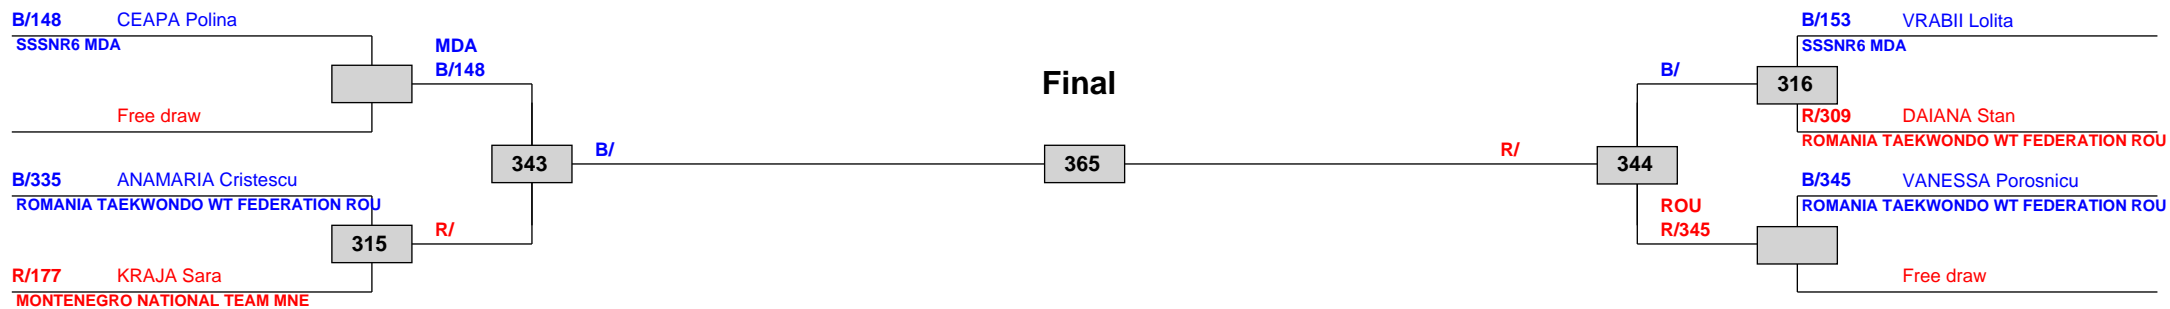 B/148 CEAPA Polina
SSSNR6 MDA
MDA
B/148
Free draw
343
B/
B/335 ANAMARIA Cristescu
ROMANIA TAEKWONDO WT FEDERATION ROU
315
R/
R/177 KRAJA Sara
MONTENEGRO NATIONAL TEAM MNE
Final
365
B/153 VRABII Lolita
SSSNR6 MDA
B/
316
R/309 DAIANA Stan
ROMANIA TAEKWONDO WT FEDERATION ROU
R/
344
B/345 VANESSA Porosnicu
ROMANIA TAEKWONDO WT FEDERATION ROU
ROU
R/345
Free draw